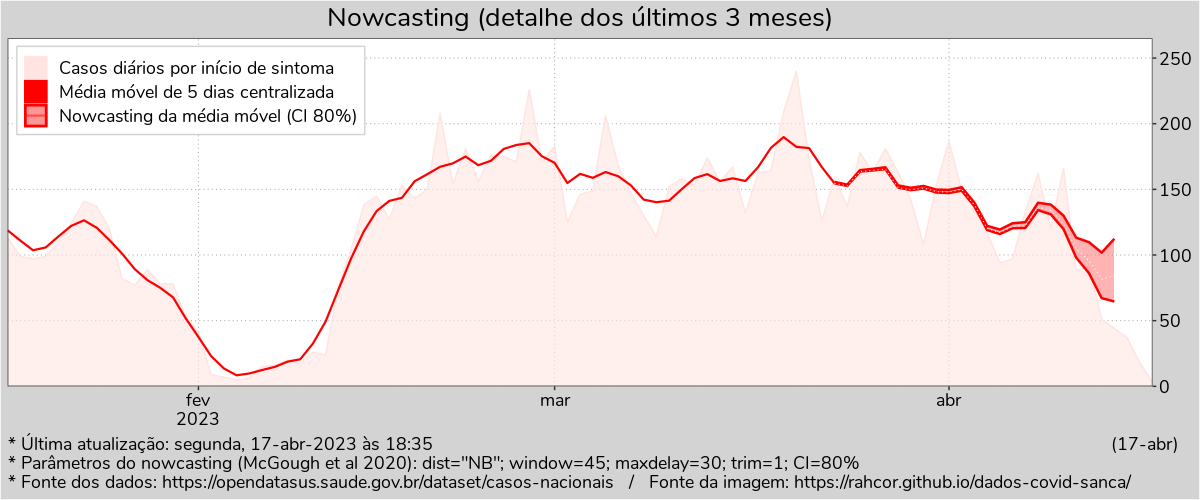 Nowcasting (detalhe dos últimos 3 meses)
Casos diários por início de sintoma
Média móvel de 5 dias centralizada
Nowcasting da média móvel (CI 80%)
250
200
150
100
50
0
fev
2023
mar
abr
* Última atualização: segunda, 17-abr-2023 às 18:35
(17-abr)
* Parâmetros do nowcasting (McGough et al 2020): dist="NB"; window=45; maxdelay=30; trim=1; CI=80%
* Fonte dos dados: https://opendatasus.saude.gov.br/dataset/casos-nacionais / Fonte da imagem: https://rahcor.github.io/dados-covid-sanca/